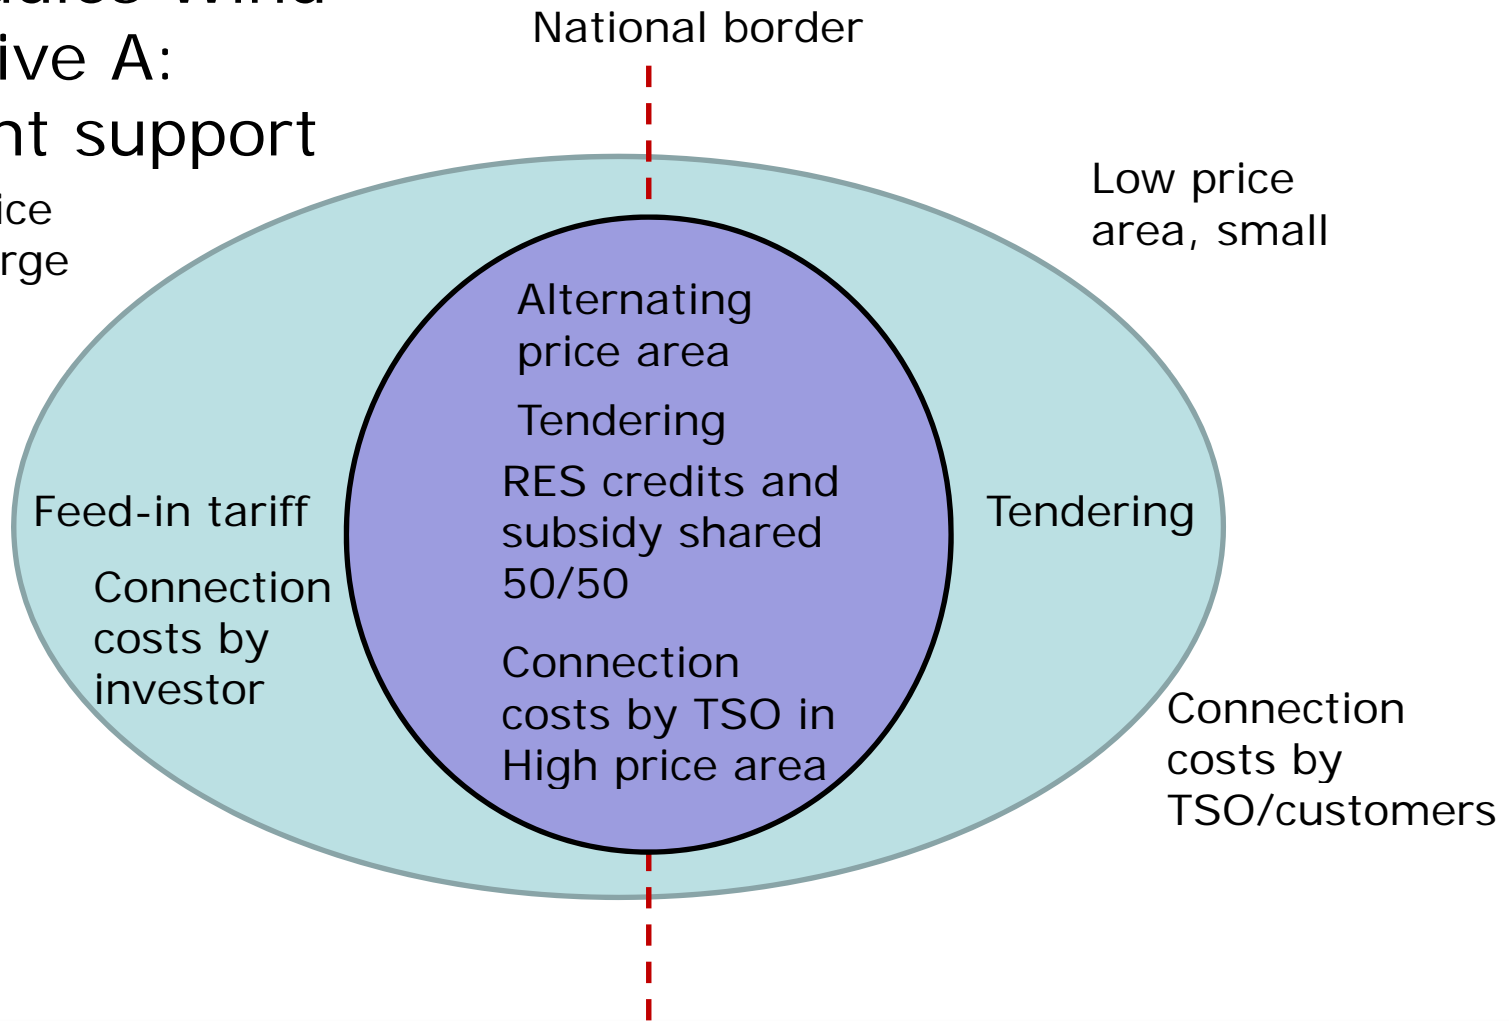 National border
ive A:
nt support
ice
rge
Low price
area, small
Alternating
price area
Tendering
RES credits and
subsidy shared
50/50
Connection
costs by TSO in
High price area
Feed-in tariff
Connection
costs by
investor
Tendering
Connection
costs by
TSO/customers